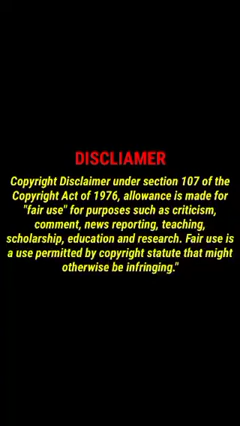 DISCLIAMER
Copyright Disclaimer under section 107 of the
Copyright Act of 1976, allowance is made for
"fair use" for purposes such as criticism,
comment, news reporting, teaching,
scholarship, education and research. Fair use is
a use permitted by copyright statute that might
otherwise be infringing."